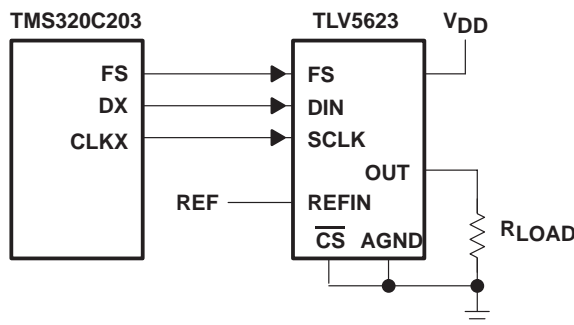 TMS320C203
TLV5623
VDD
FS
DX
CLKX
FS
DIN
SCLK
OUT
REF
REFIN
CS AGND
RLOAD